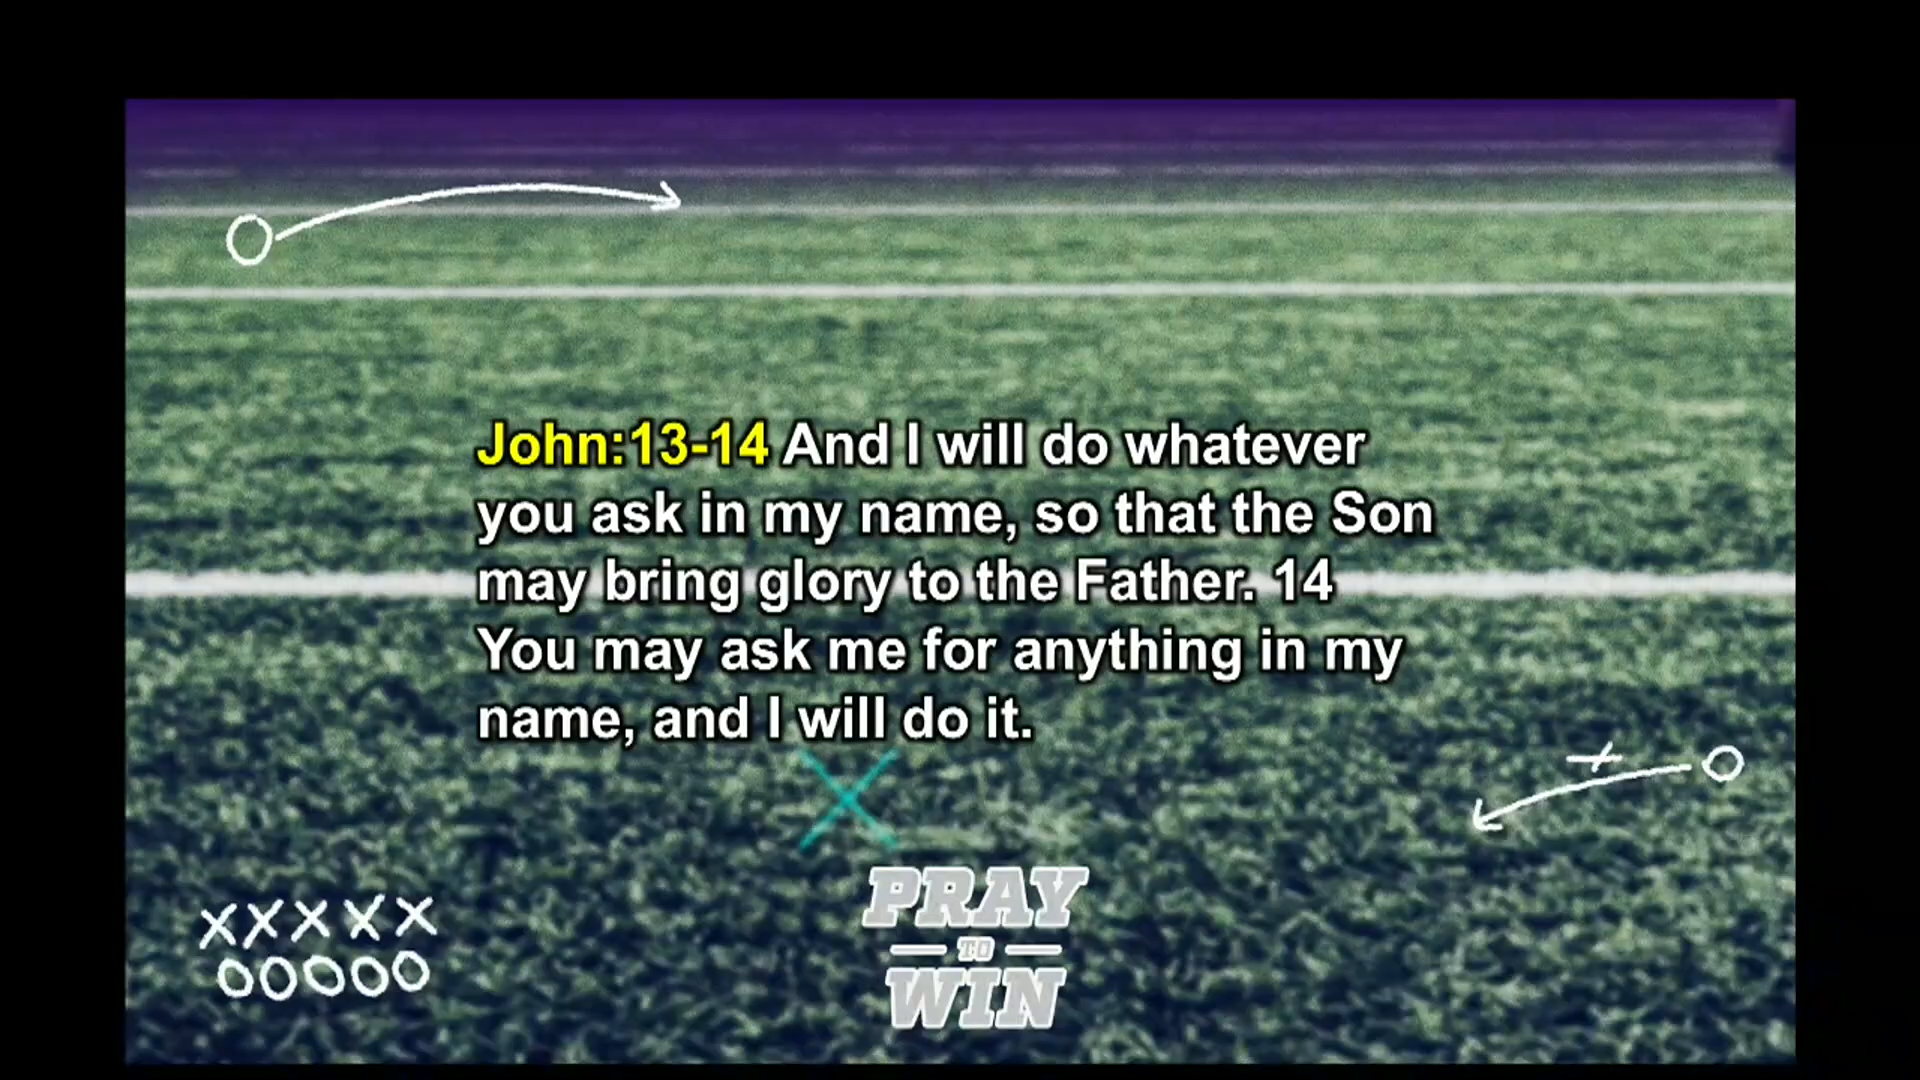 John:13-14 And I will do whatever
you ask in my name, so that the Son
may bring glory to the Father. 14
You may ask me for anything in my
name, and I will do it.
XXXXX
OOOOO
PRAY
TO
WIN